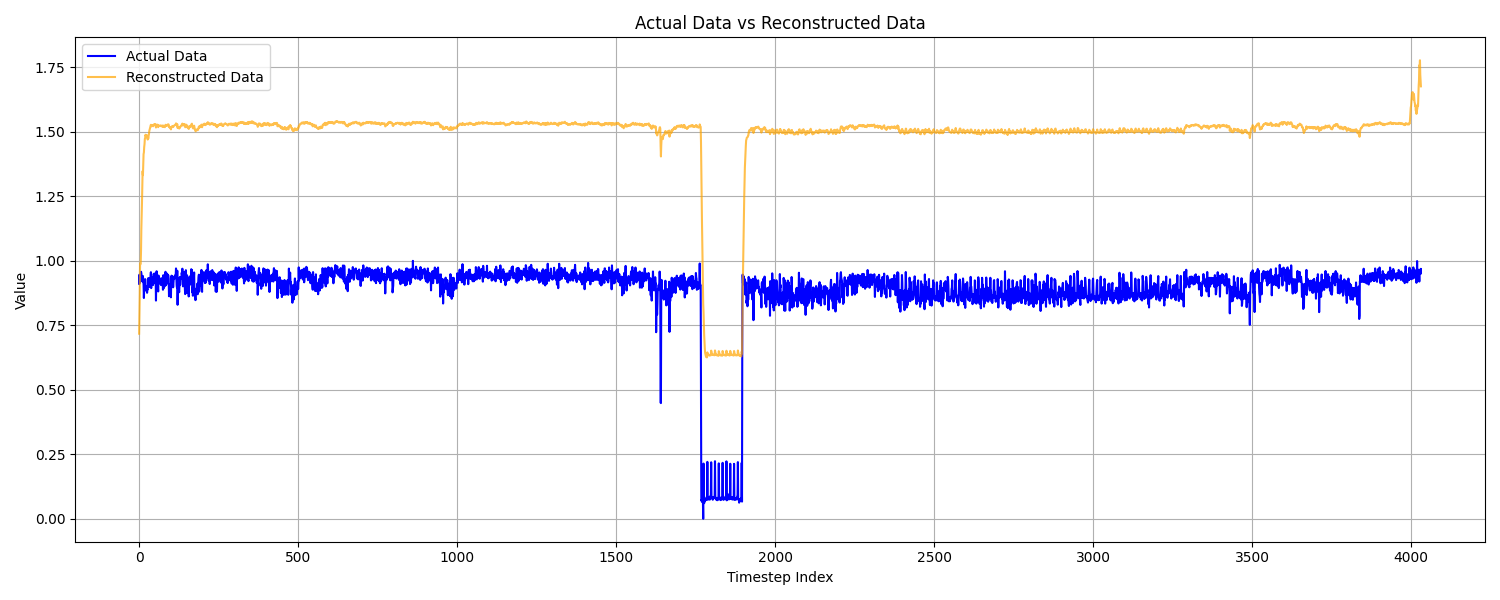 Actual Data vs Reconstructed Data
Actual Data
Reconstructed Data
Value
1.75
1.50
1.25
1.00
0.75
0.50
0.25
0.00
0 500 1000 1500 2000 2500 3000 3500 4000
Timestep Index